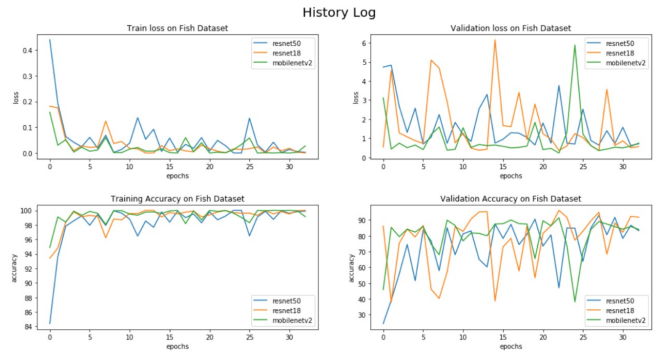 History Log
Train loss on Fish Dataset
0.4
0.3
0.2
0.1
0.0
loss
0
5
10
15
20
25
30
epochs
resnet50
resnet18
mobilenetv2
Validation loss on Fish Dataset
6
5
4
3
2
1
0
loss
0
5
10
15
20
25
30
epochs
resnet50
resnet18
mobilenetv2
Training Accuracy on Fish Dataset
100
98
96
94
92
90
88
86
84
accuracy
0
5
10
15
20
25
30
epochs
resnet50
resnet18
mobilenetv2
Validation Accuracy on Fish Dataset
90
80
70
60
50
40
30
accuracy
0
5
10
15
20
25
30
epochs
resnet50
resnet18
mobilenetv2